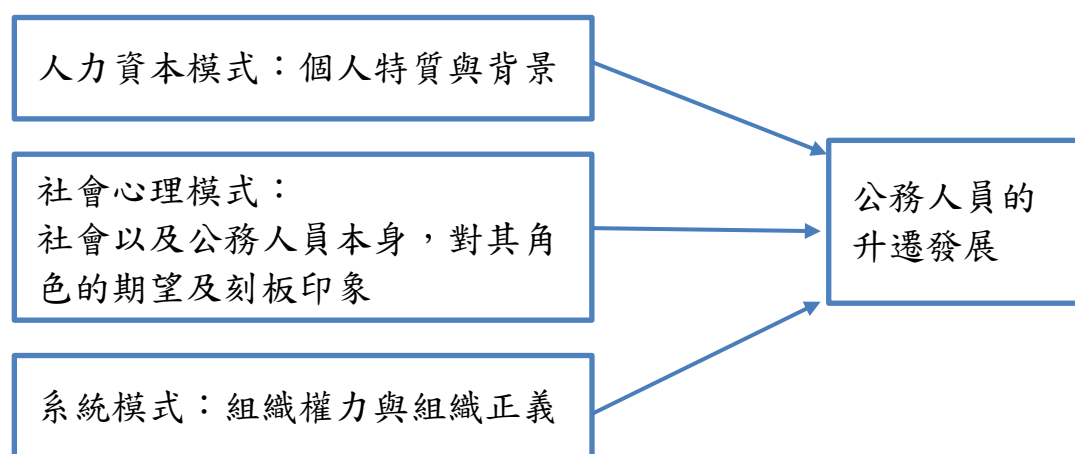 人力資本模式：個人特質與背景
社會心理模式：
社會以及公務人員本身，對其角
色的期望及刻板印象
系統模式：組織權力與組織正義
公務人員的
升遷發展